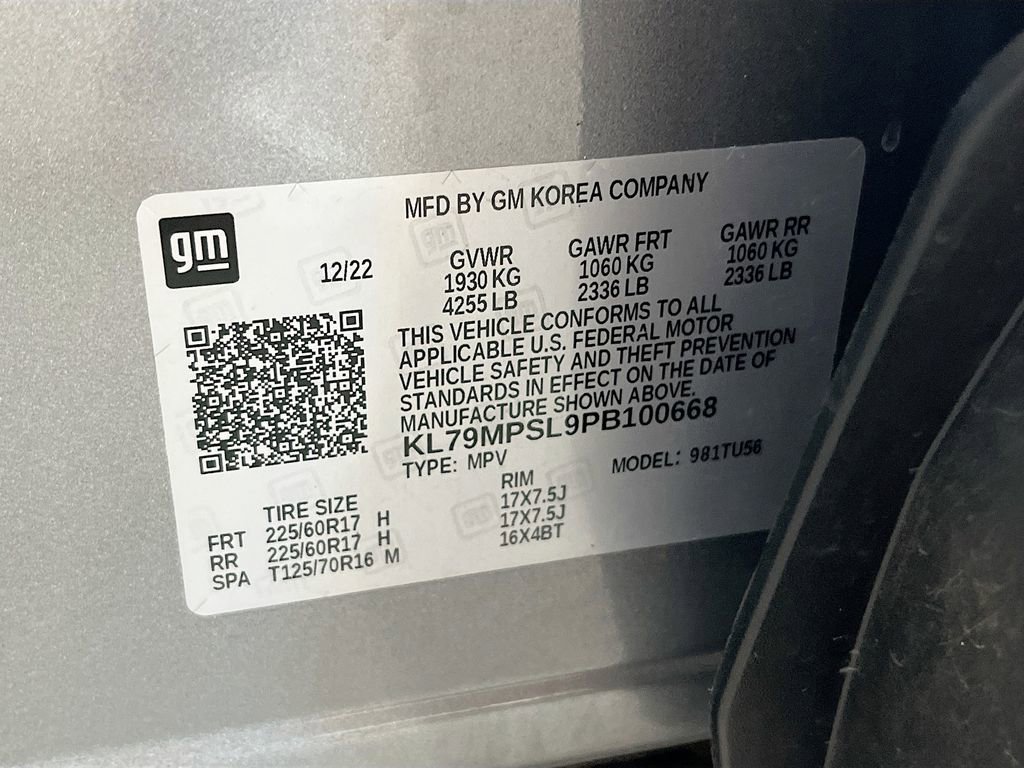 MFD BY GM KOREA COMPANY
gm
12/22
GVWR GAWR FRT GAWR RR
1930 KG 1060 KG 1060 KG
4255 LB 2336 LB 2336 LB
THIS VEHICLE CONFORMS TO ALL
APPLICABLE U.S. FEDERAL MOTOR
VEHICLE SAFETY AND THEFT PREVENTION
STANDARDS IN EFFECT ON THE DATE OF
MANUFACTURE SHOWN ABOVE.
KL79MPSL9PB100668
TYPE: MPV MODEL: 981TU56
TIRE SIZE RIM
FRT 225/60R17 H 17X7.5J
RR 225/60R17 H 17X7.5J
SPA T125/70R16 M 16X4BT